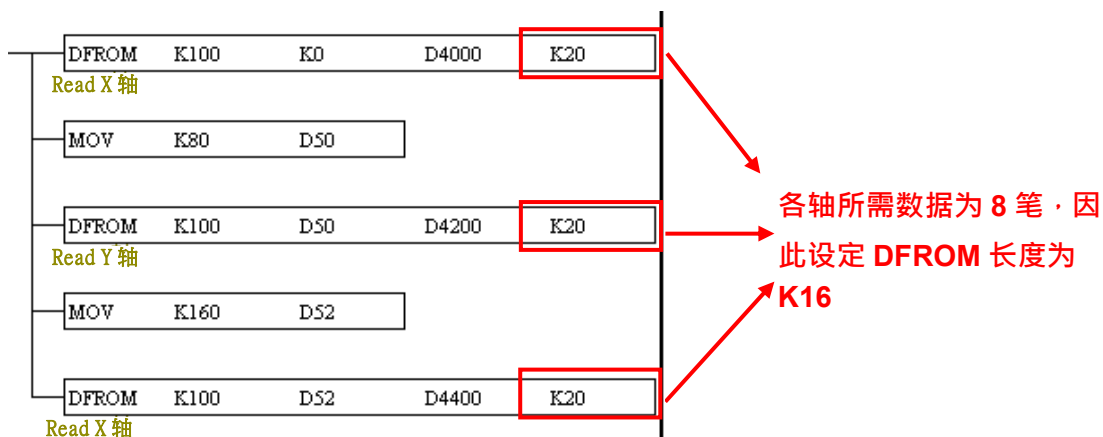 DFROM K100 K0 D4000 K20
Read X 轴
MOV K80 D50
DFROM K100 D50 D4200 K20
Read Y 轴
MOV K160 D52
DFROM K100 D52 D4400 K20
Read X 轴
各轴所需数据为 8 笔，因
此设定 DFROM 长度为
K16